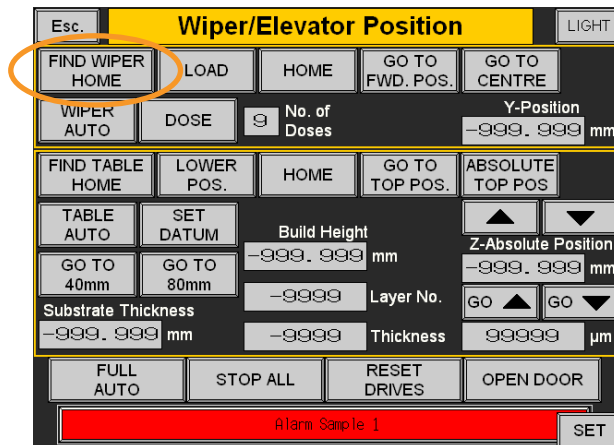 Esc.
Wiper/Elevator Position
LIGHT
FIND WIPER
HOME
LOAD
HOME
GO TO
FWD. POS.
GO TO
CENTRE
WIPER
AUTO
DOSE
9
No. of
Doses
Y-Position
-999.999 mm
FIND TABLE
HOME
LOWER
POS.
HOME
GO TO
TOP POS.
ABSOLUTE
TOP POS
TABLE
AUTO
SET
DATUM
Build Height
-999.999 mm
Z-Absolute Position
-999.999 mm
GO TO
40mm
GO TO
80mm
-9999 Layer No.
GO
GO
Substrate Thickness
-999.999 mm
-9999 Thickness
99999 µm
FULL
AUTO
STOP ALL
RESET
DRIVES
OPEN DOOR
Alarm Sample 1
SET